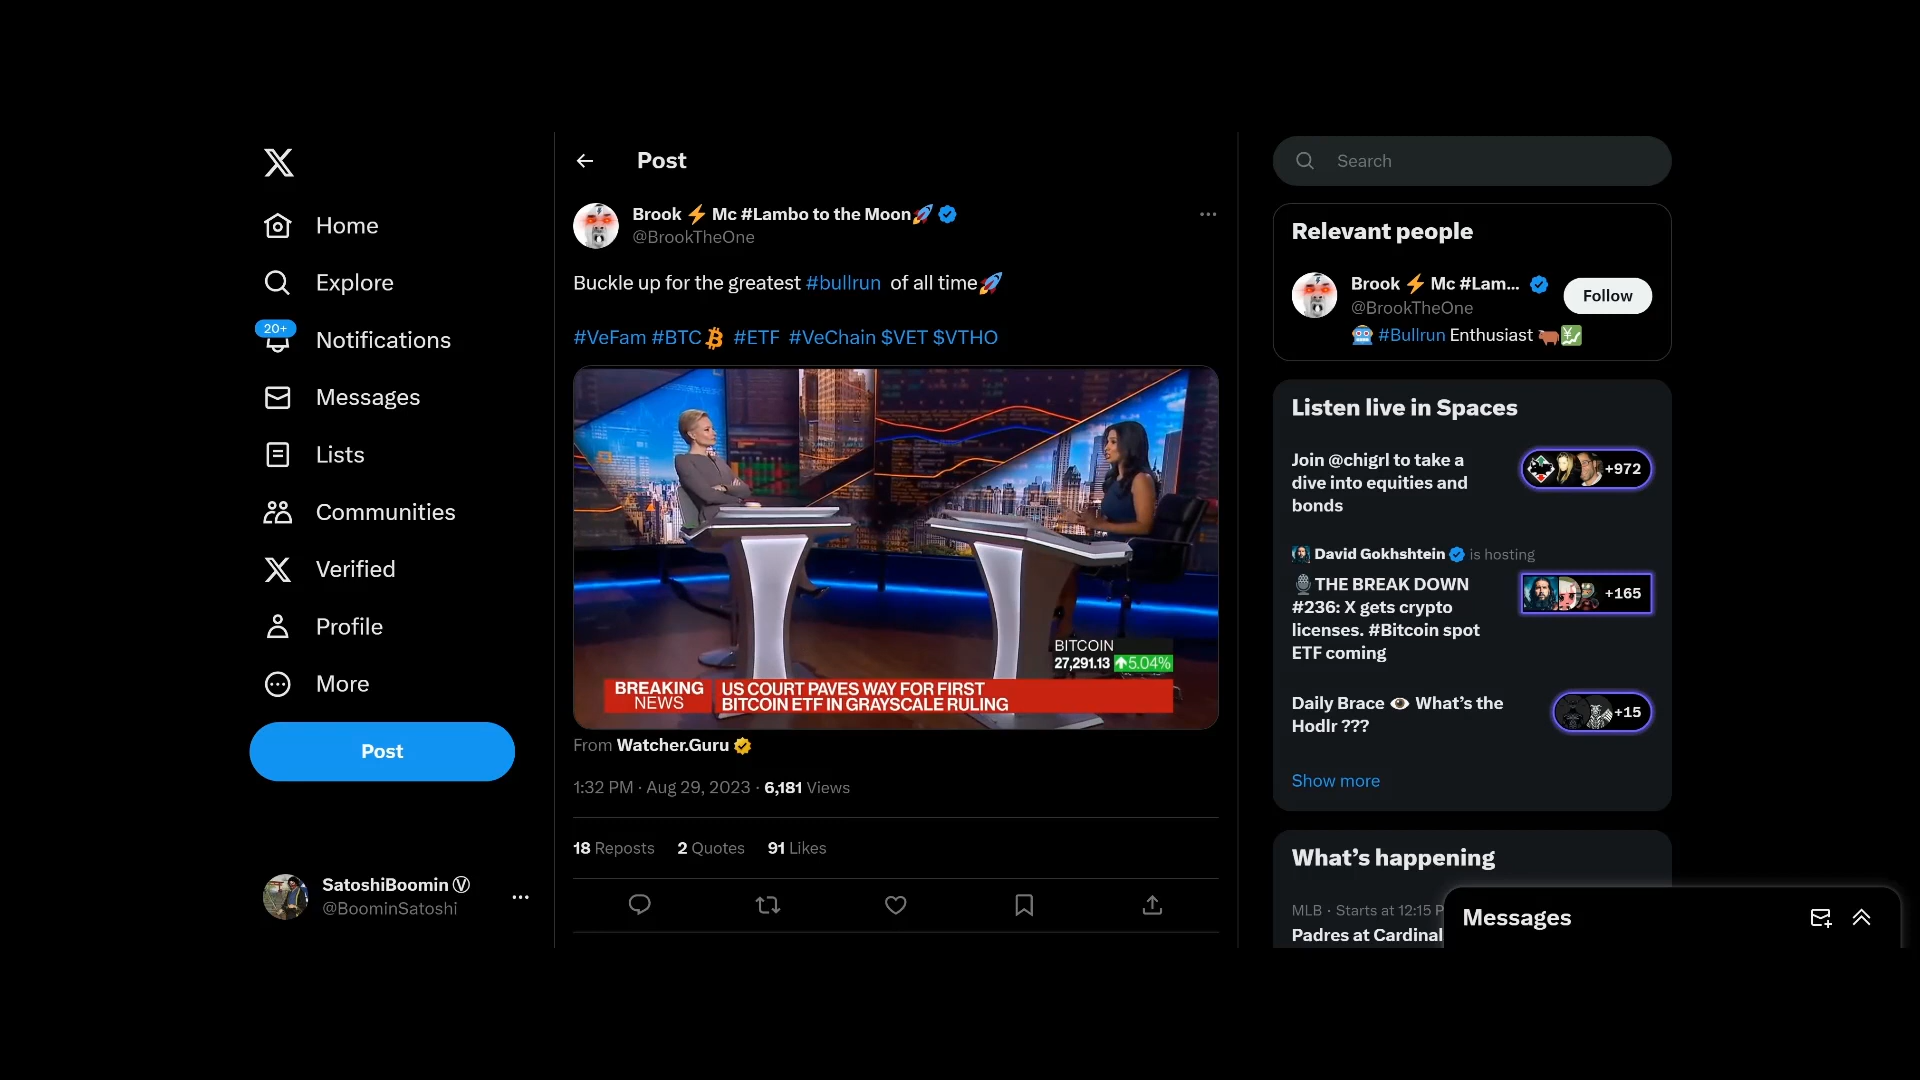 Home
Explore
20+
Notifications
Messages
Lists
Communities
Verified
Profile
More
Post
SatoshiBoomin Ⓥ
@BoominSatoshi
Post
Brook ⚡ Mc #Lambo to the Moon🚀
@BrookTheOne
Buckle up for the greatest #bullrun of all time🚀
#VeFam #BTC #ETF #VeChain $VET $VTHO
BITCOIN
27,291.13 5.04%
BREAKING
NEWS
US COURT PAVES WAY FOR FIRST
BITCOIN ETF IN GRAYSCALE RULING
From Watcher.Guru
1:32 PM · Aug 29, 2023 · 6,181 Views
18 Reposts 2 Quotes 91 Likes
Search
Relevant people
Brook ⚡ Mc #Lam...
@BrookTheOne
Follow
🤖 #Bullrun Enthusiast 🐂💹
Listen live in Spaces
Join @chigrl to take a
dive into equities and
bonds
+972
David Gokhshtein is hosting
🎙️THE BREAK DOWN
#236: X gets crypto
licenses. #Bitcoin spot
ETF coming
+165
Daily Brace 👁️ What's the
Hodlr ???
+15
Show more
What's happening
MLB · Starts at 12:15 P
Padres at Cardinal
Messages